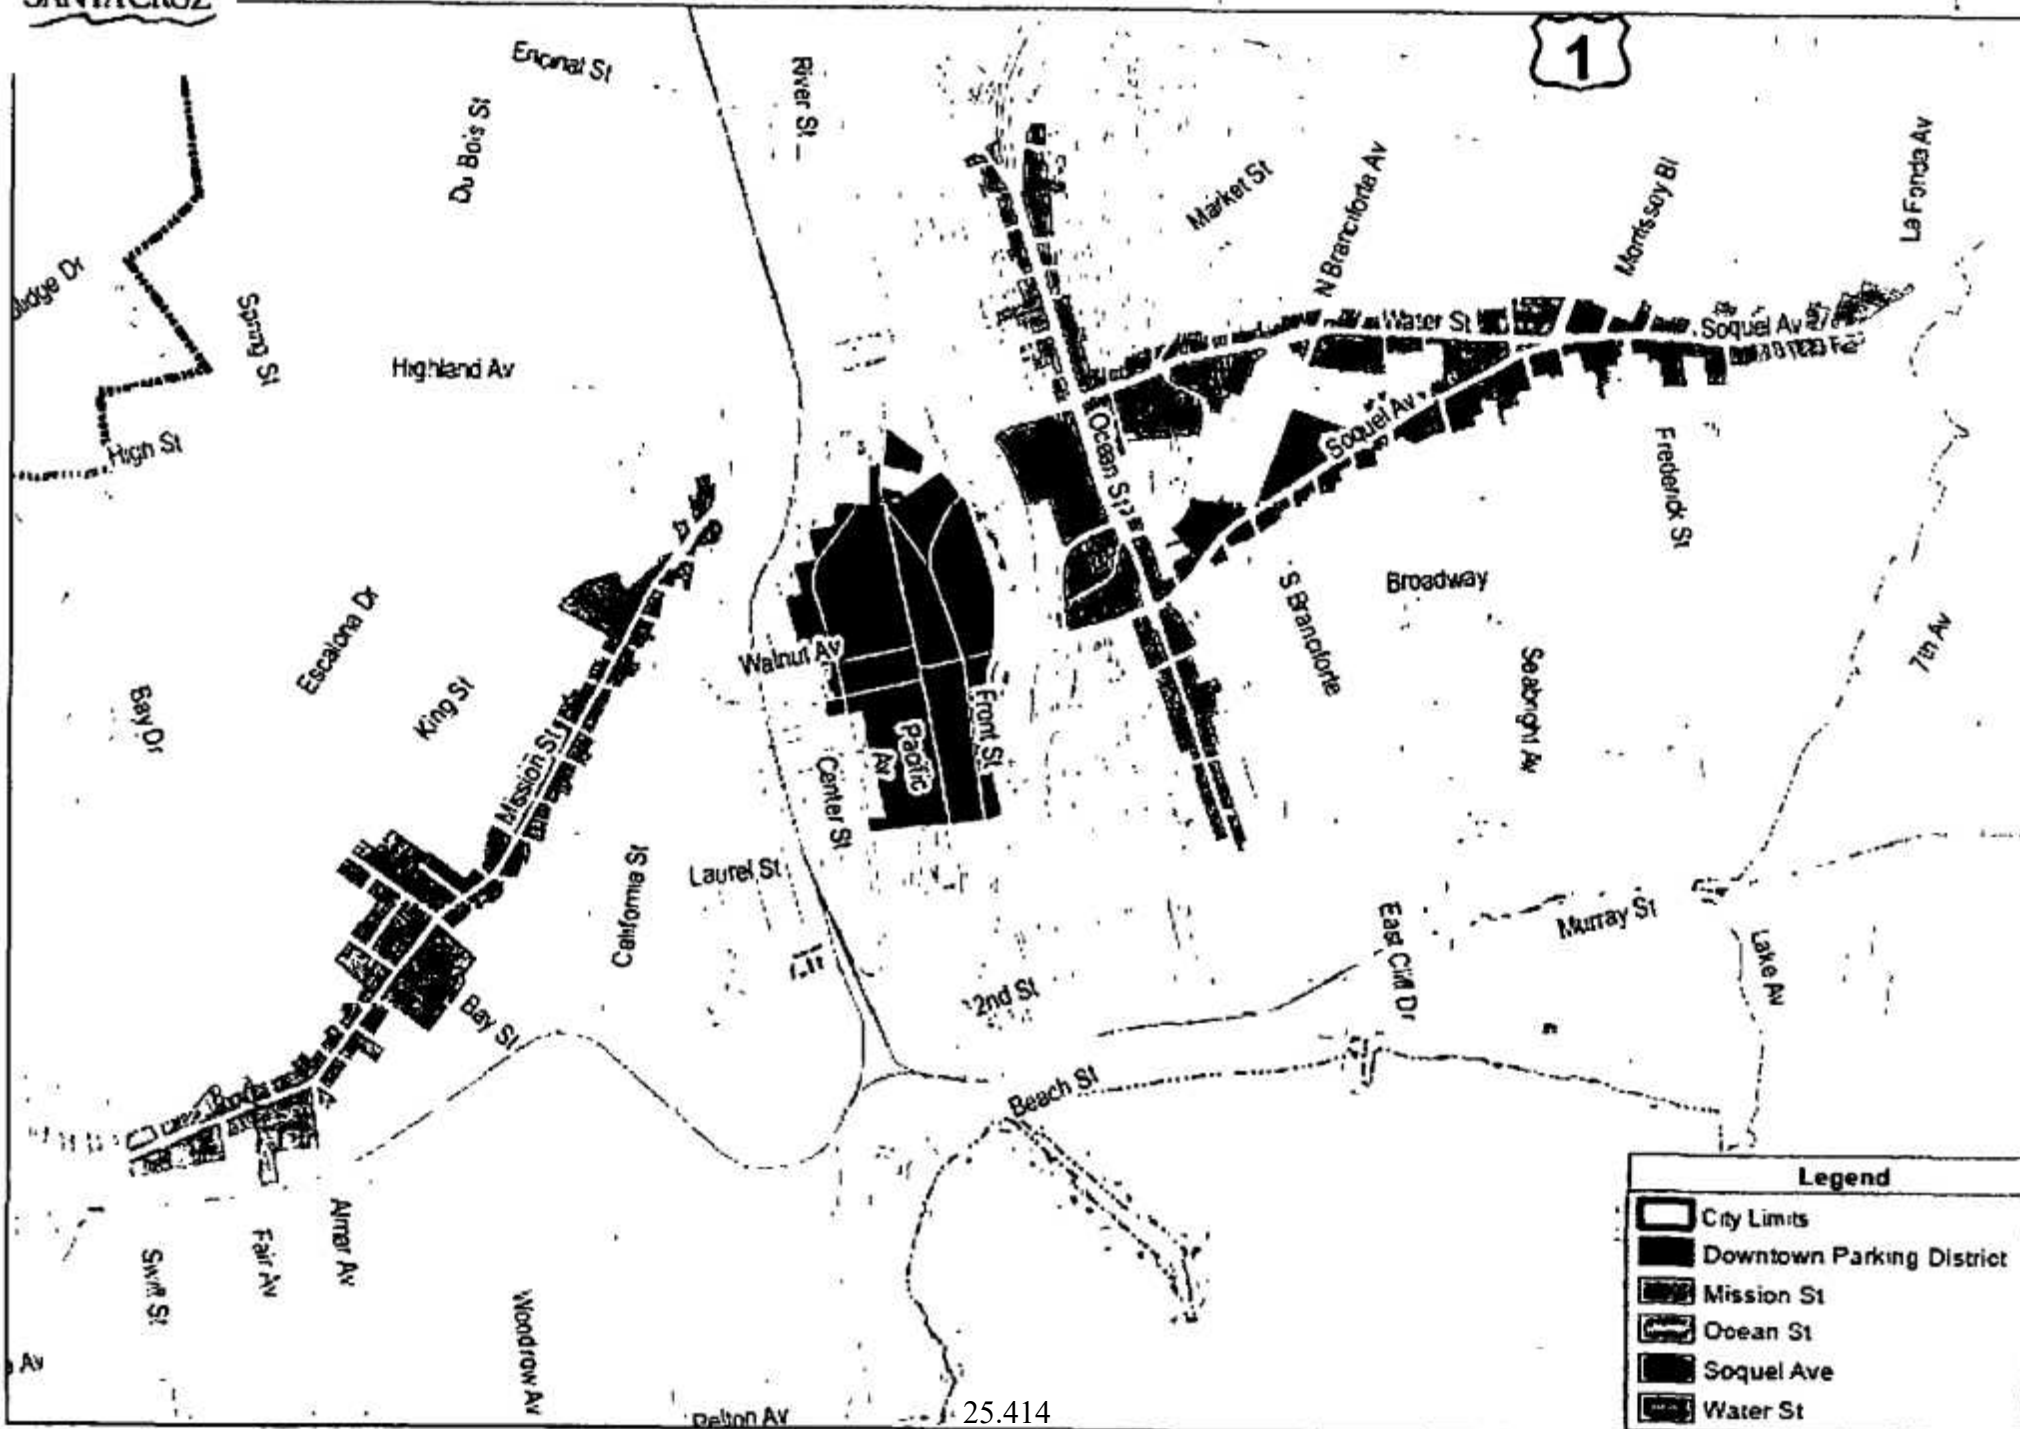 SANTA CRUZ
1
Encinal St
River St
Du Bois St
Market St
N Branciforte Av
Morrissey Bl
La Fonda Av
Spring St
Highland Av
Water St
Soquel Av
High St
Ocean St
Soquel Av
Frederick St
Escalona Dr
Broadway
S Branciforte
Walnut Av
7th Av
Seabright Av
Bay Dr
King St
Front St
Pacific
Av
Mission St
Center St
Laurel St
California St
Murray St
East Cliff Dr
Lake Av
2nd St
Bay St
Beach St
Almar Av
Fair Av
Swift St
Woodrow Av
Av
Pelton Av
25.414
Legend
City Limits
Downtown Parking District
Mission St
Ocean St
Soquel Ave
Water St